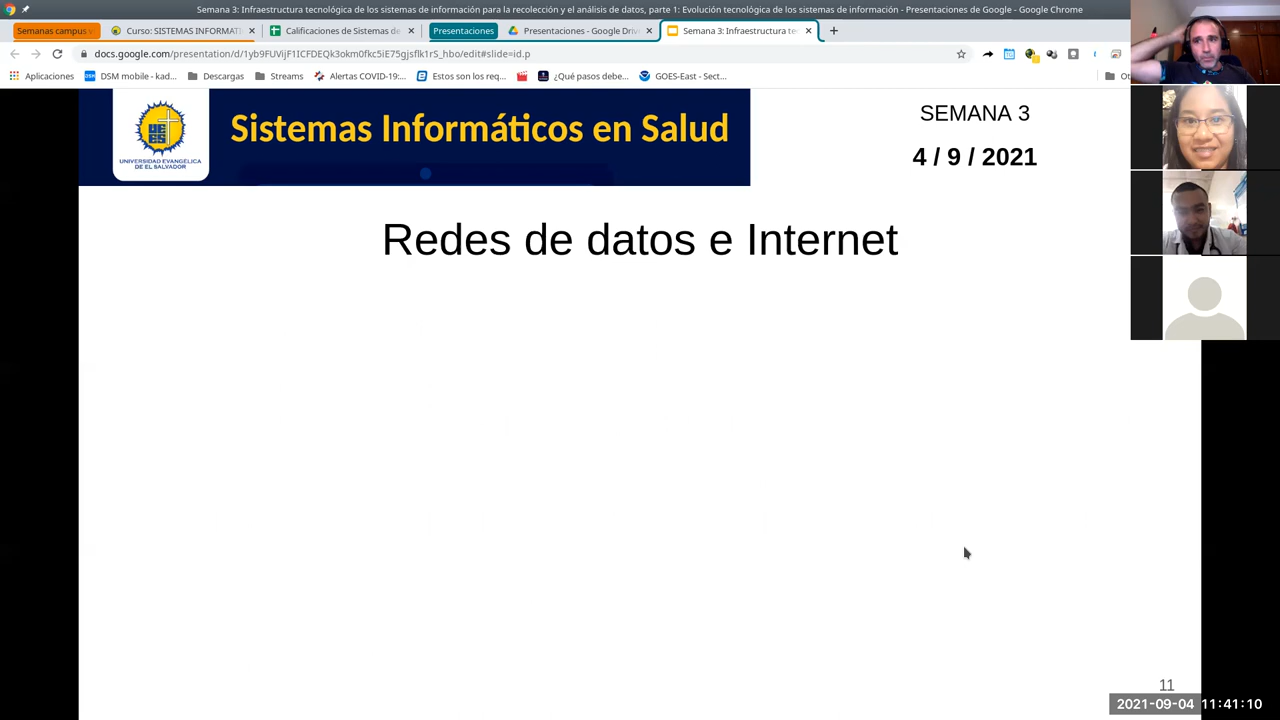 Semana 3: Infraestructura tecnológica de los sistemas de información para la recolección y el análisis de datos, parte 1: Evolución tecnológica de los sistemas de información - Presentaciones de Google - Google Chrome
Semanas campus v
Curso: SISTEMAS INFORMATI
Calificaciones de Sistemas de
Presentaciones
Presentaciones - Google Driv
Semana 3: Infraestructura te
docs.google.com/presentation/d/1yb9FUVijF1ICFDEQk3okm0fkc5iE75gjsflk1rS_hbo/edit#slide=id.p
Aplicaciones
DSM mobile - kad...
Descargas
Streams
Alertas COVID-19:...
Estos son los req...
¿Qué pasos debe...
GOES-East - Sect...
UEES
UNIVERSIDAD EVANGÉLICA
DE EL SALVADOR
Sistemas Informáticos en Salud
SEMANA 3
4 / 9 / 2021
Redes de datos e Internet
11
2021-09-04 11:41:10